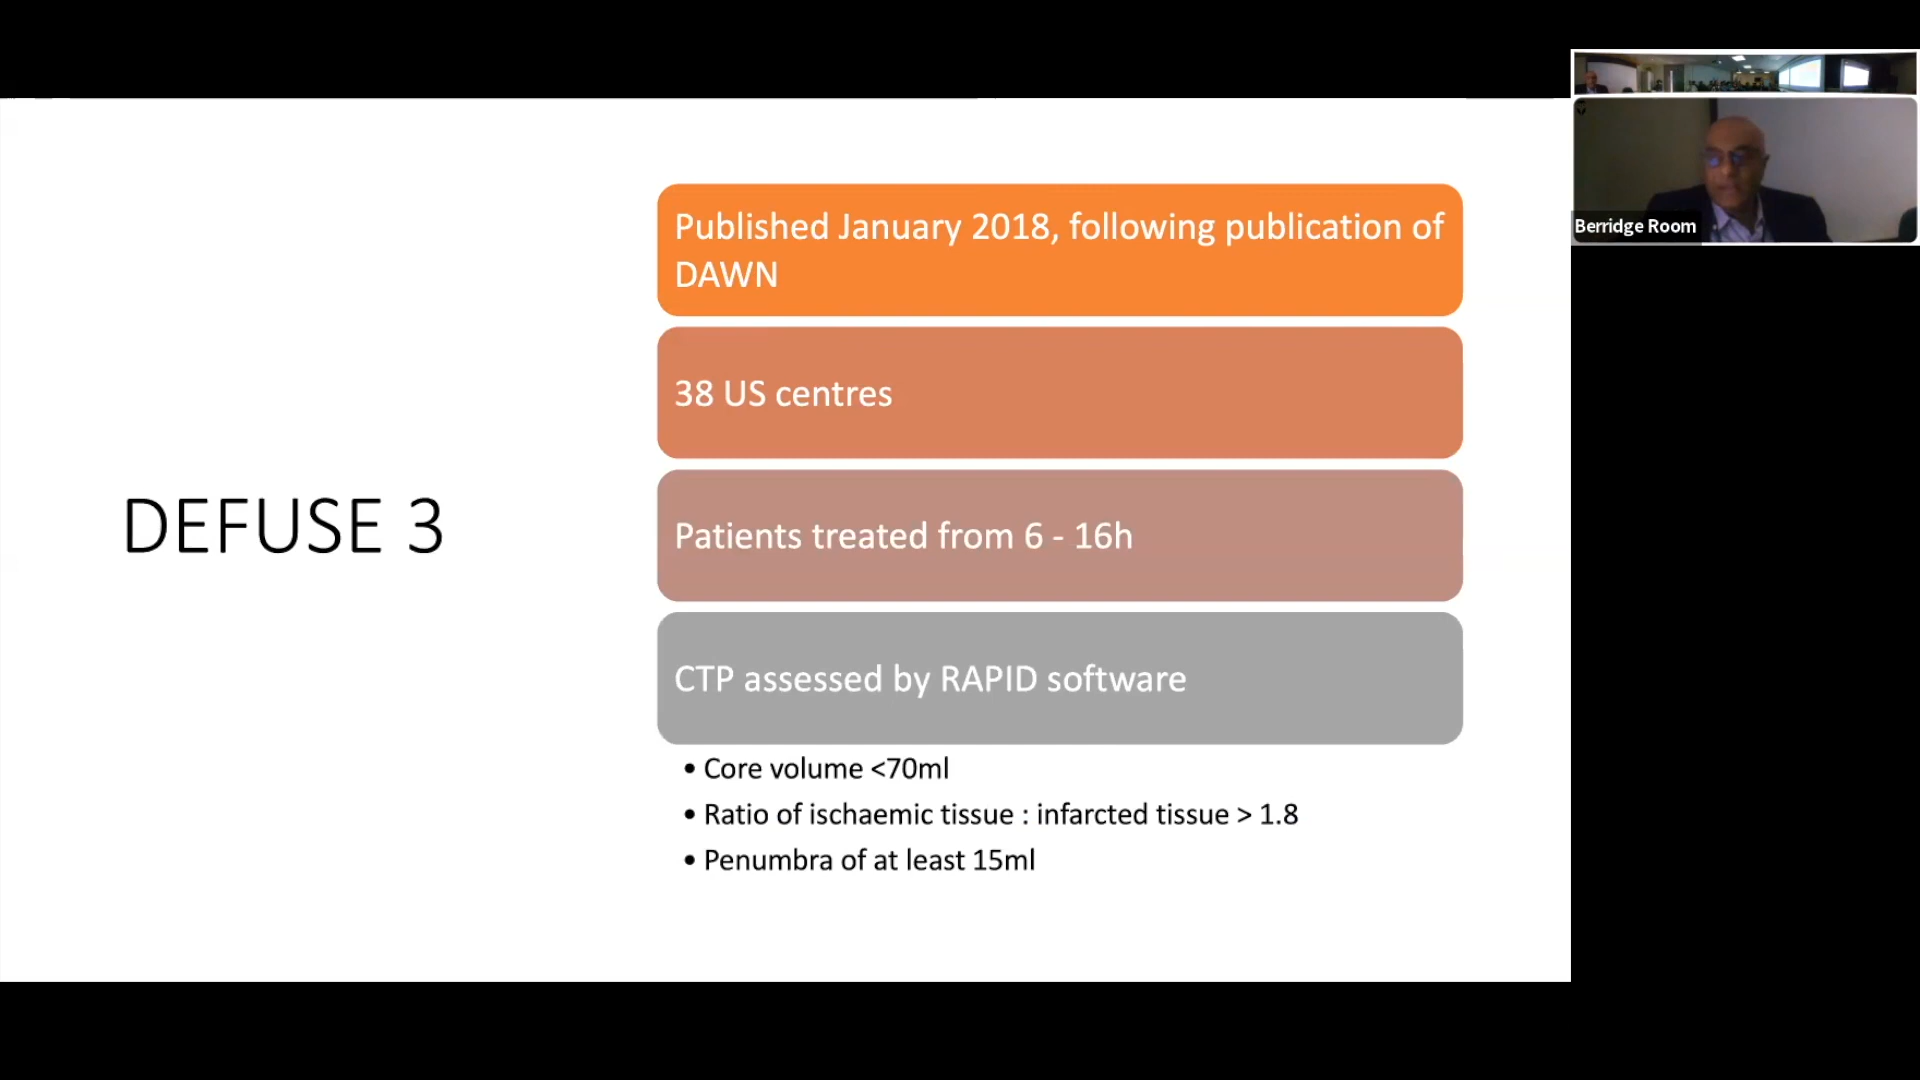 DEFUSE 3
Published January 2018, following publication of
DAWN
38 US centres
Patients treated from 6 - 16h
CTP assessed by RAPID software
• Core volume <70ml
• Ratio of ischaemic tissue : infarcted tissue > 1.8
• Penumbra of at least 15ml
Berridge Room